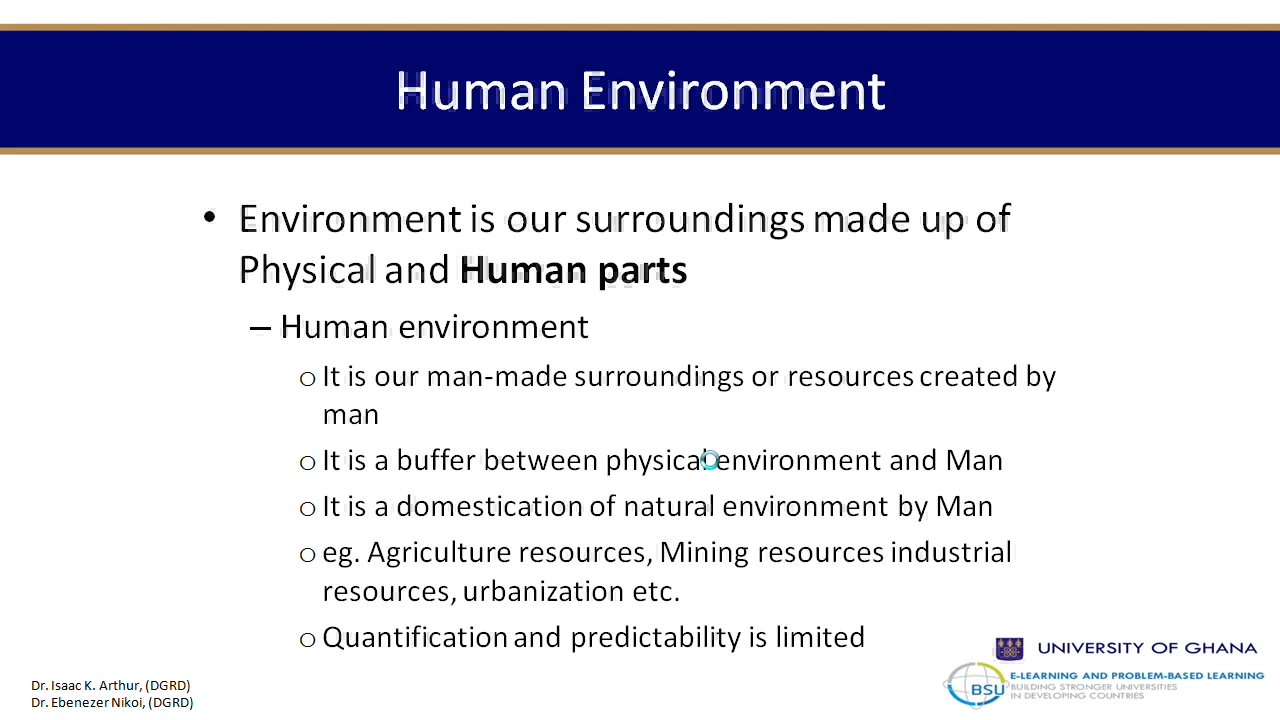 Human Environment
• Environment is our surroundings made up of
Physical and Human parts
– Human environment
o It is our man-made surroundings or resources created by
man
o It is a buffer between physical environment and Man
o It is a domestication of natural environment by Man
o eg. Agriculture resources, Mining resources industrial
resources, urbanization etc.
o Quantification and predictability is limited
UNIVERSITY OF GHANA
BSU
E-LEARNING AND PROBLEM-BASED LEARNING
BUILDING STRONGER UNIVERSITIES
IN DEVELOPING COUNTRIES
Dr. Isaac K. Arthur, (DGRD)
Dr. Ebenezer Nikoi, (DGRD)